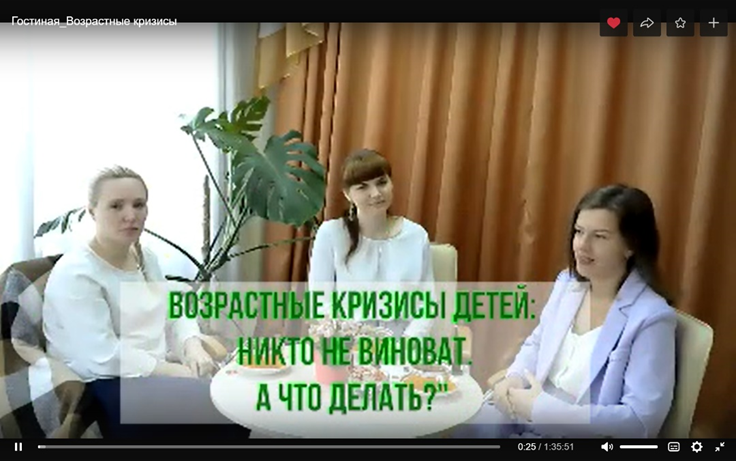 Гостиная_Возрастные кризисы
ВОЗРАСТНЫЕ КРИЗИСЫ ДЕТЕЙ:
НИКТО НЕ ВИНОВАТ.
А ЧТО ДЕЛАТЬ?"
0:25 / 1:35:51